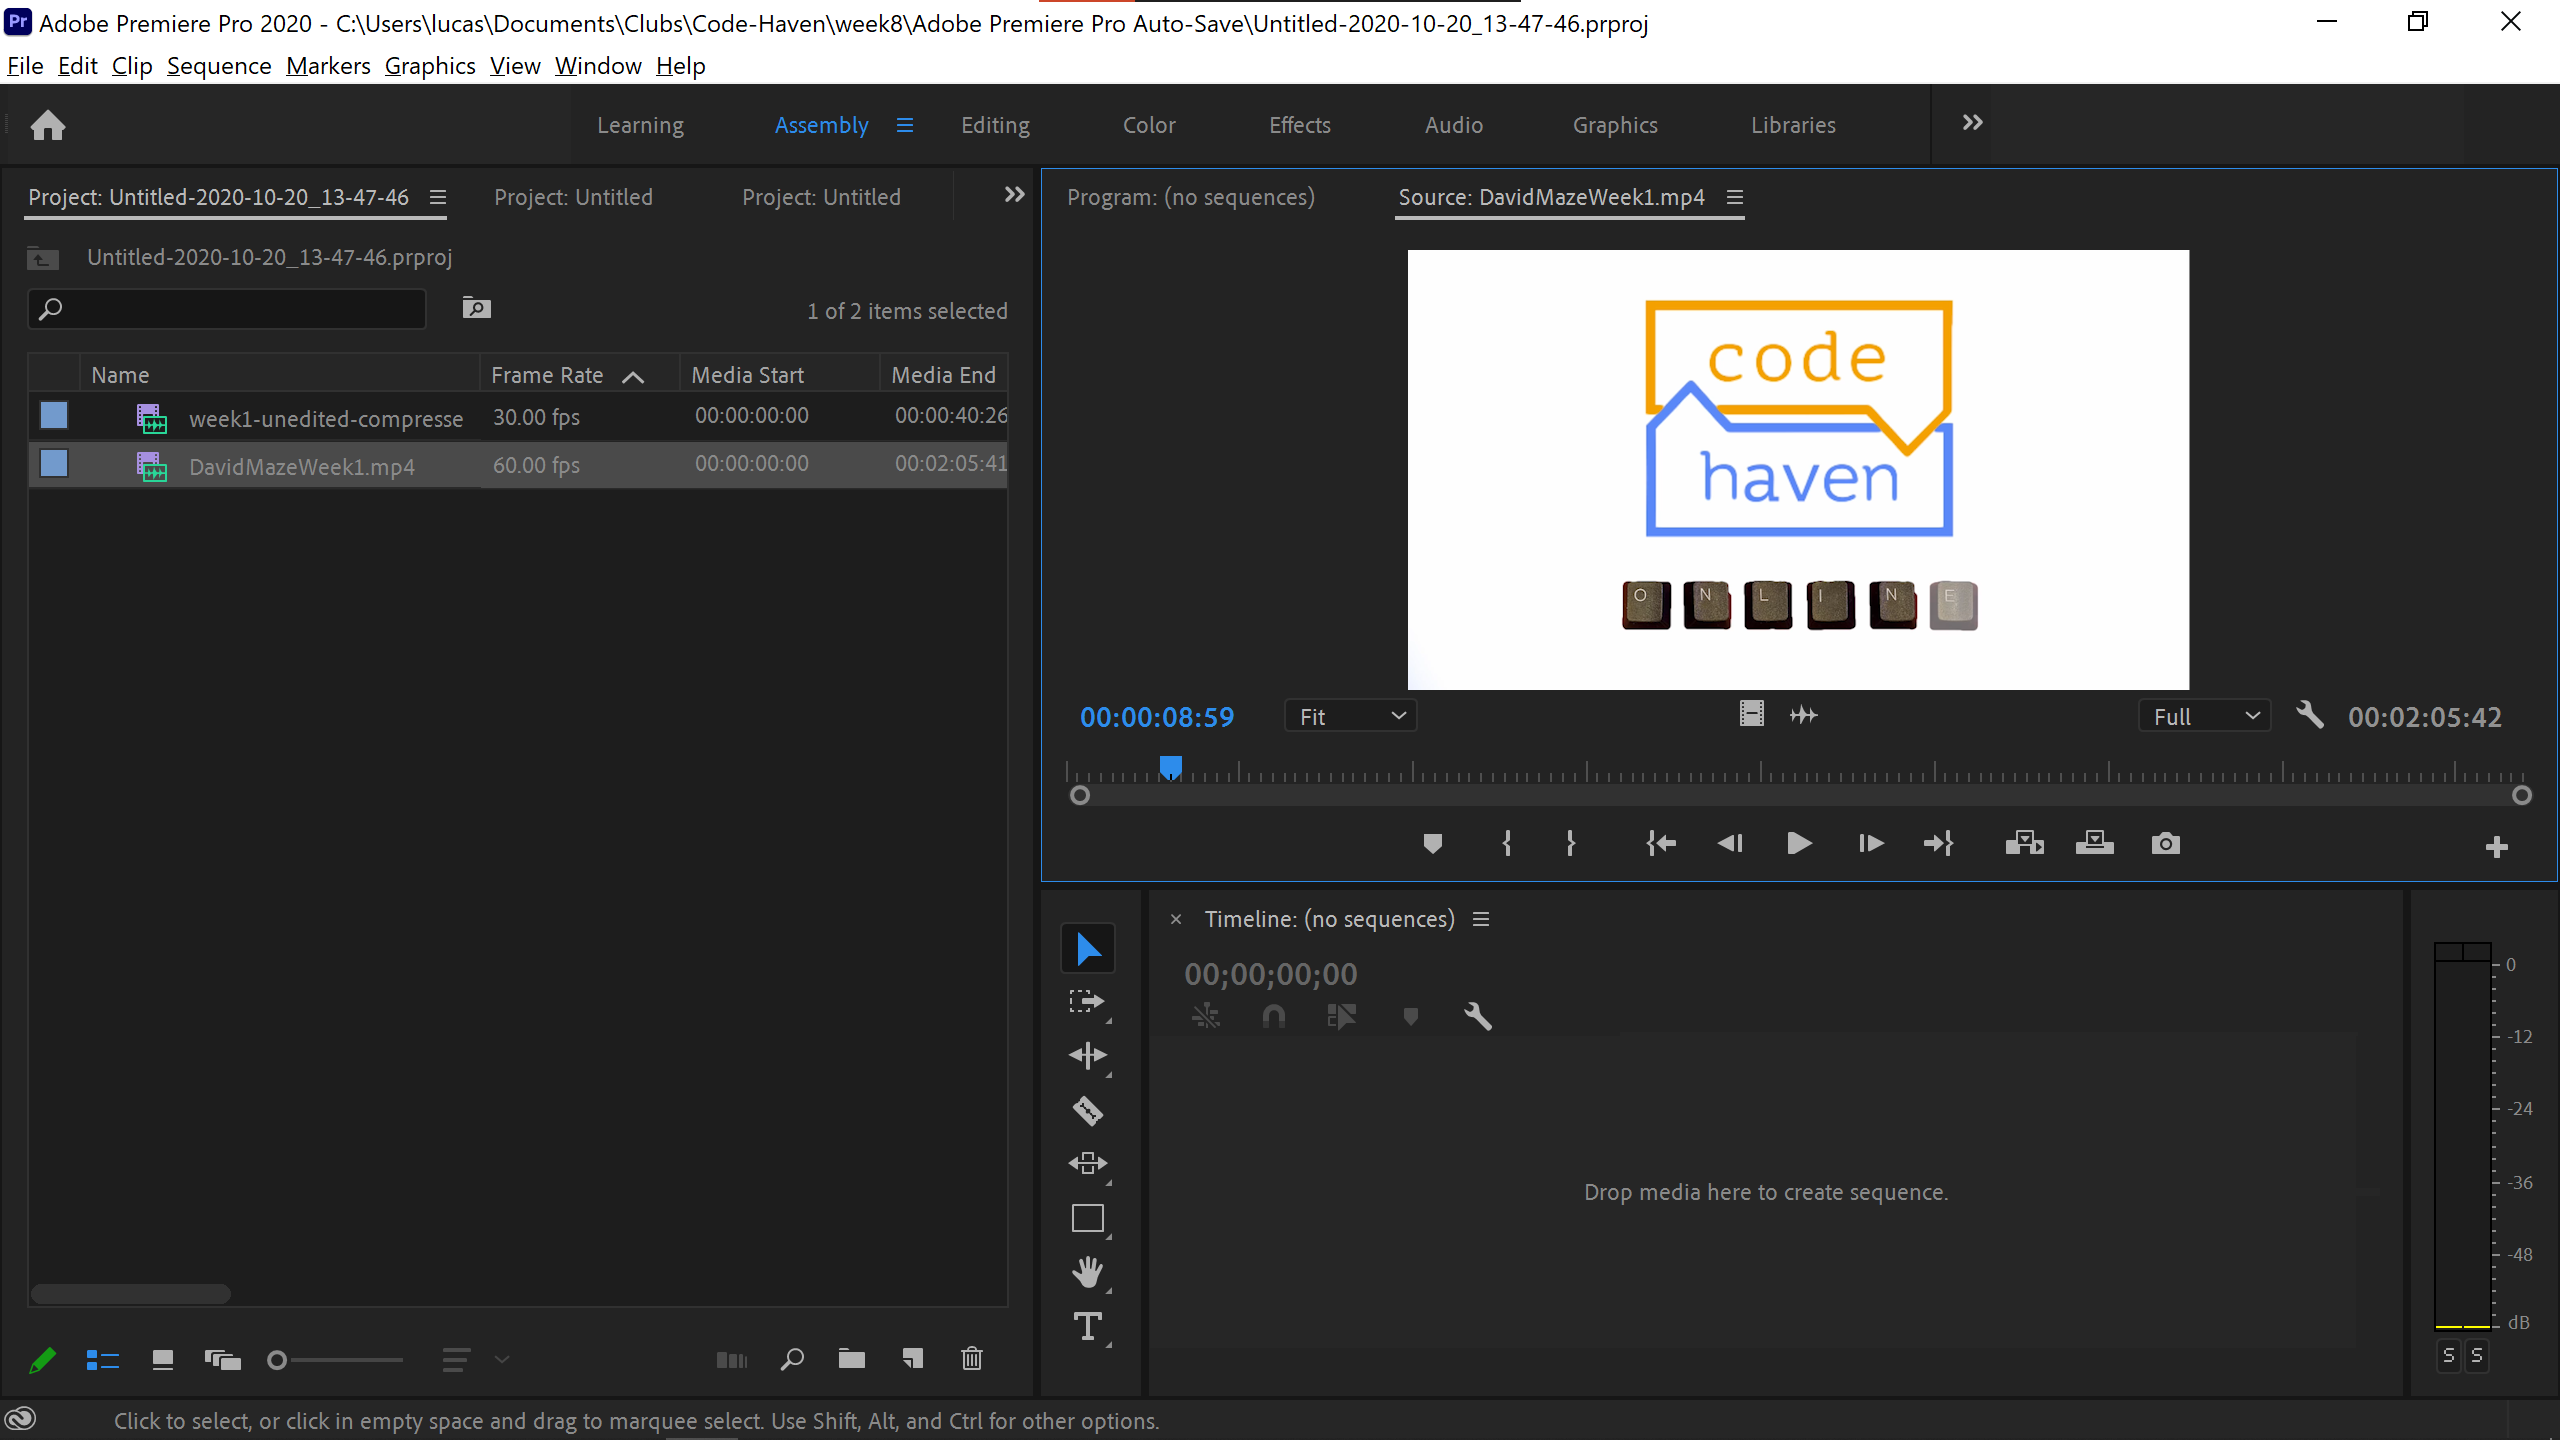 Pr Adobe Premiere Pro 2020 - C:\Users\lucas\Documents\Clubs\Code-Haven\week8\Adobe Premiere Pro Auto-Save\Untitled-2020-10-20_13-47-46.prproj
File Edit Clip Sequence Markers Graphics View Window Help
Learning Assembly Editing Color Effects Audio Graphics Libraries
Project: Untitled-2020-10-20_13-47-46 Project: Untitled Project: Untitled
Untitled-2020-10-20_13-47-46.prproj
1 of 2 items selected
Name Frame Rate Media Start Media End
week1-unedited-compresse 30.00 fps 00:00:00:00 00:00:40:26
DavidMazeWeek1.mp4 60.00 fps 00:00:00:00 00:02:05:41
Program: (no sequences) Source: DavidMazeWeek1.mp4
code
haven
O N L I N E
00:00:08:59 Fit Full 00:02:05:42
Timeline: (no sequences)
00;00;00;00
Drop media here to create sequence.
0
-12
-24
-36
-48
dB
S S
Click to select, or click in empty space and drag to marquee select. Use Shift, Alt, and Ctrl for other options.